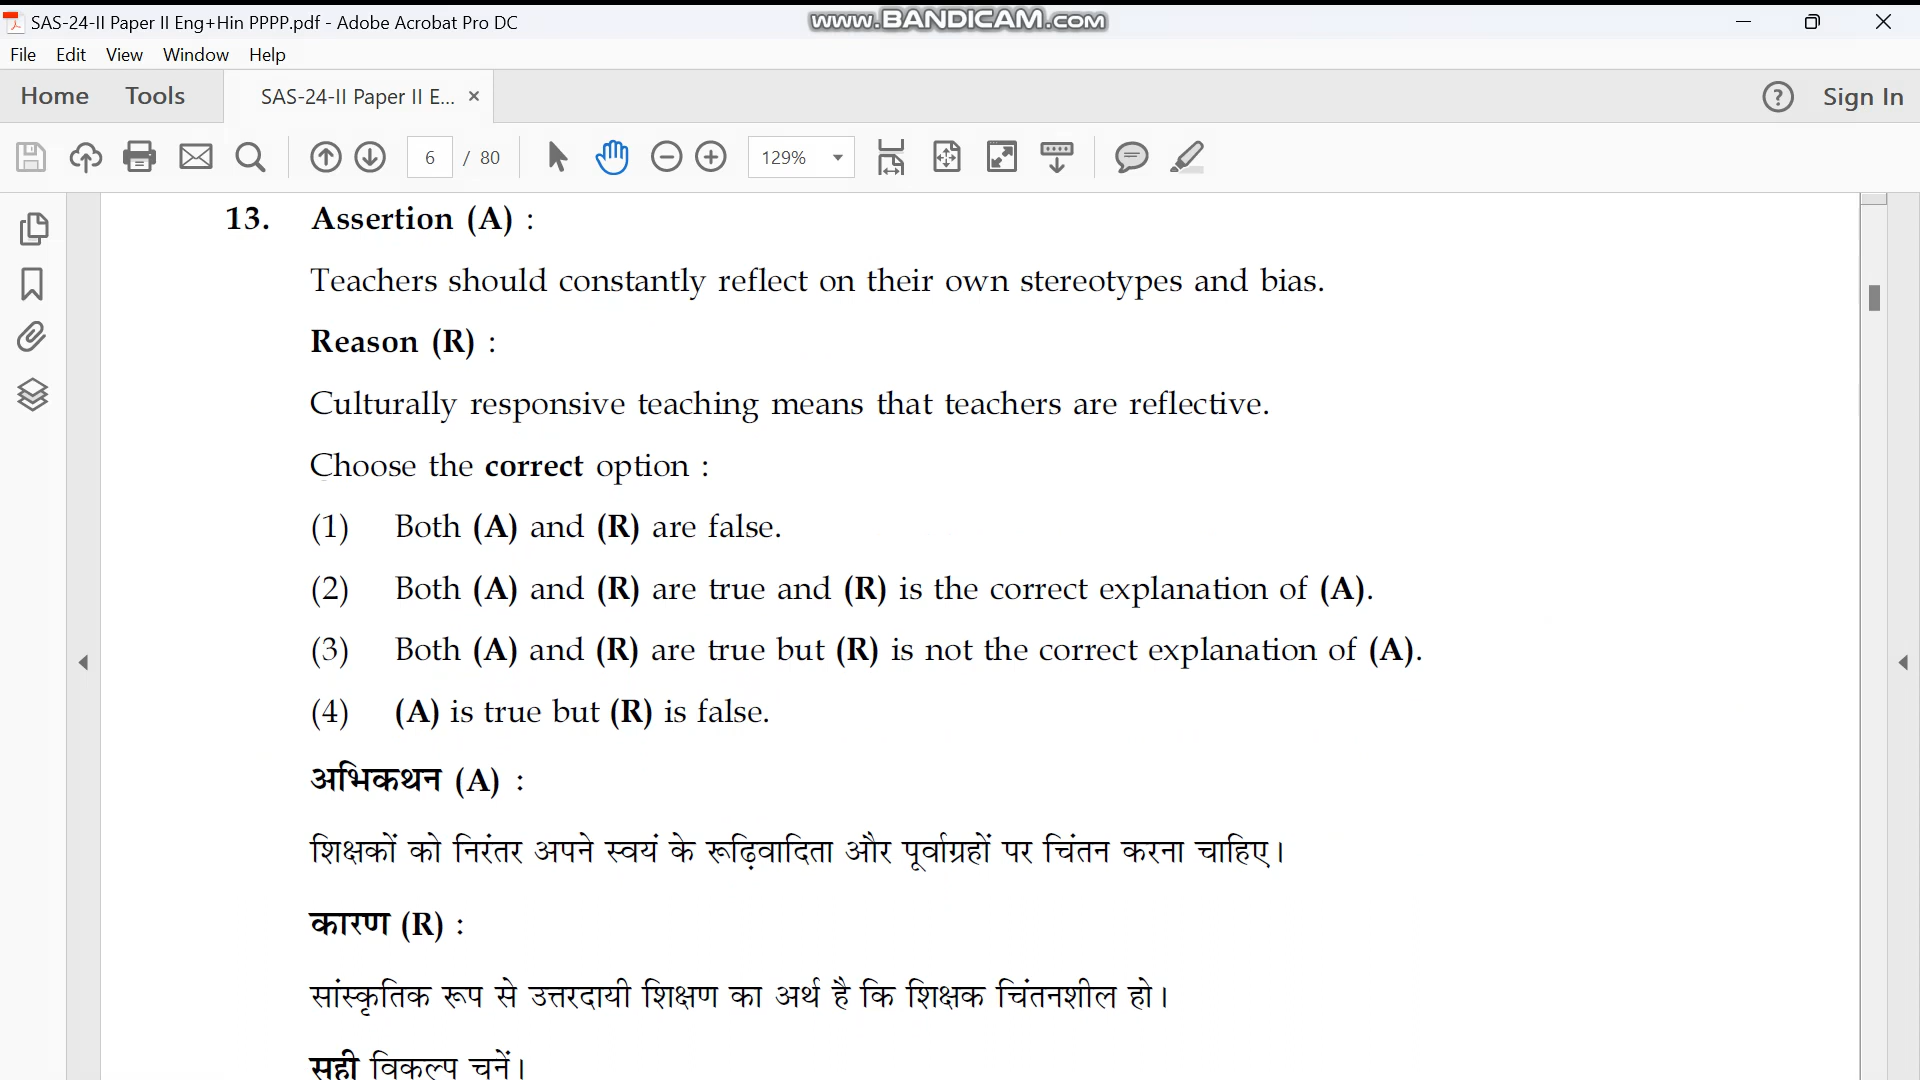 SAS-24-II Paper II Eng+Hin PPPP.pdf - Adobe Acrobat Pro DC
www.BANDICAM.com
File Edit View Window Help
Home Tools SAS-24-II Paper II E... × ? Sign In
6 / 80 129%
13. Assertion (A) :
Teachers should constantly reflect on their own stereotypes and bias.
Reason (R) :
Culturally responsive teaching means that teachers are reflective.
Choose the correct option :
(1) Both (A) and (R) are false.
(2) Both (A) and (R) are true and (R) is the correct explanation of (A).
(3) Both (A) and (R) are true but (R) is not the correct explanation of (A).
(4) (A) is true but (R) is false.
अभिकथन (A) :
शिक्षकों को निरंतर अपने स्वयं के रूढ़िवादिता और पूर्वाग्रहों पर चिंतन करना चाहिए।
कारण (R) :
सांस्कृतिक रूप से उत्तरदायी शिक्षण का अर्थ है कि शिक्षक चिंतनशील हो।
सही विकल्प चुनें।